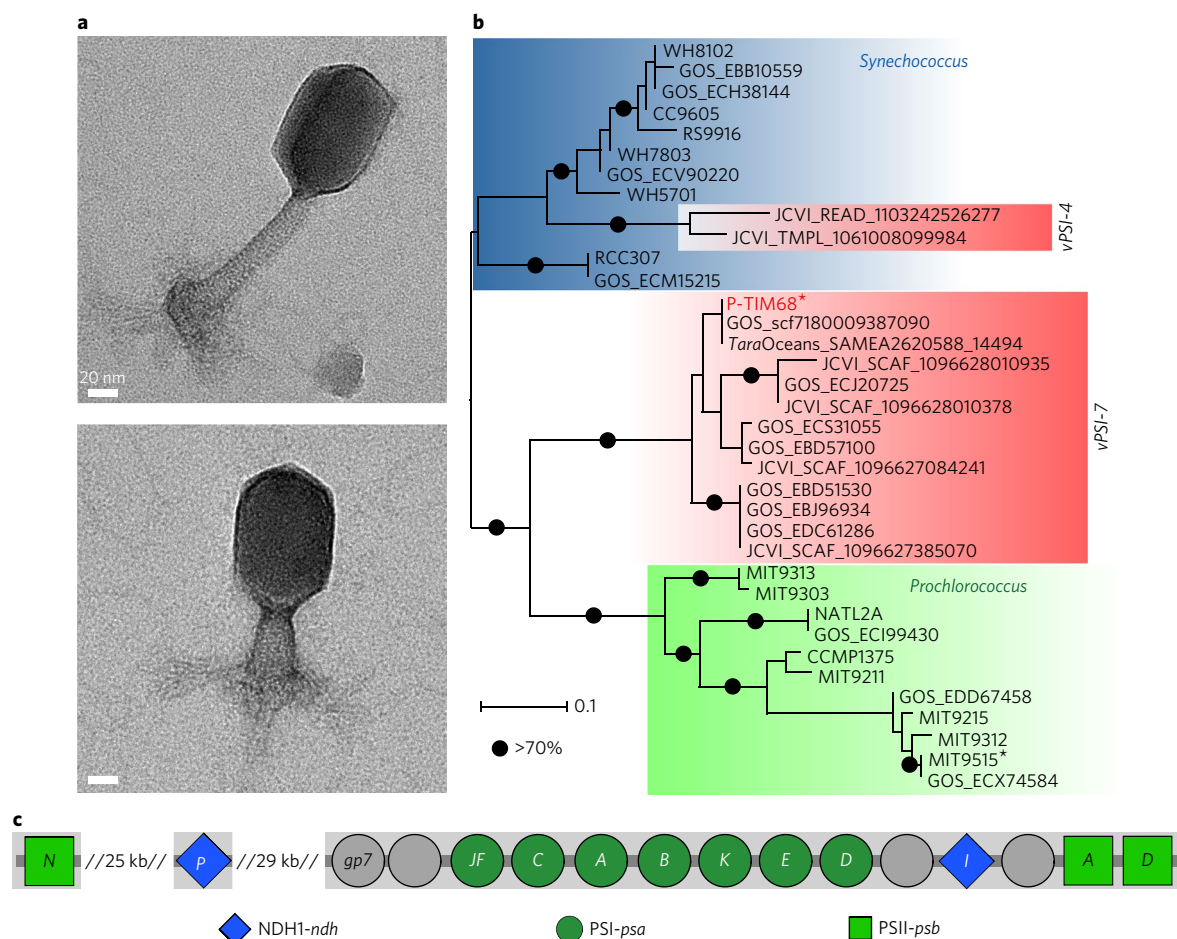 a
20 nm
b
WH8102
GOS_EBB10559
GOS_ECH38144
CC9605
RS9916
WH7803
GOS_ECV90220
WH5701
Synechococcus
JCVI_READ_1103242526277
JCVI_TMPL_1061008099984
vPSI-4
RCC307
GOS_ECM15215
P-TIM68*
GOS_scf7180009387090
TaraOceans_SAMEA2620588_14494
JCVI_SCAF_1096628010935
GOS_ECJ20725
JCVI_SCAF_1096628010378
GOS_ECS31055
GOS_EBD57100
JCVI_SCAF_1096627084241
GOS_EBD51530
GOS_EBJ96934
GOS_EDC61286
JCVI_SCAF_1096627385070
vPSI-7
MIT9313
MIT9303
Prochlorococcus
NATL2A
GOS_ECI99430
CCMP1375
MIT9211
GOS_EDD67458
MIT9215
MIT9312
MIT9515*
GOS_ECX74584
0.1
>70%
c
N //25 kb// P //29 kb// gp7 JF C A B K E D I A D
NDH1-ndh PSI-psa PSII-psb